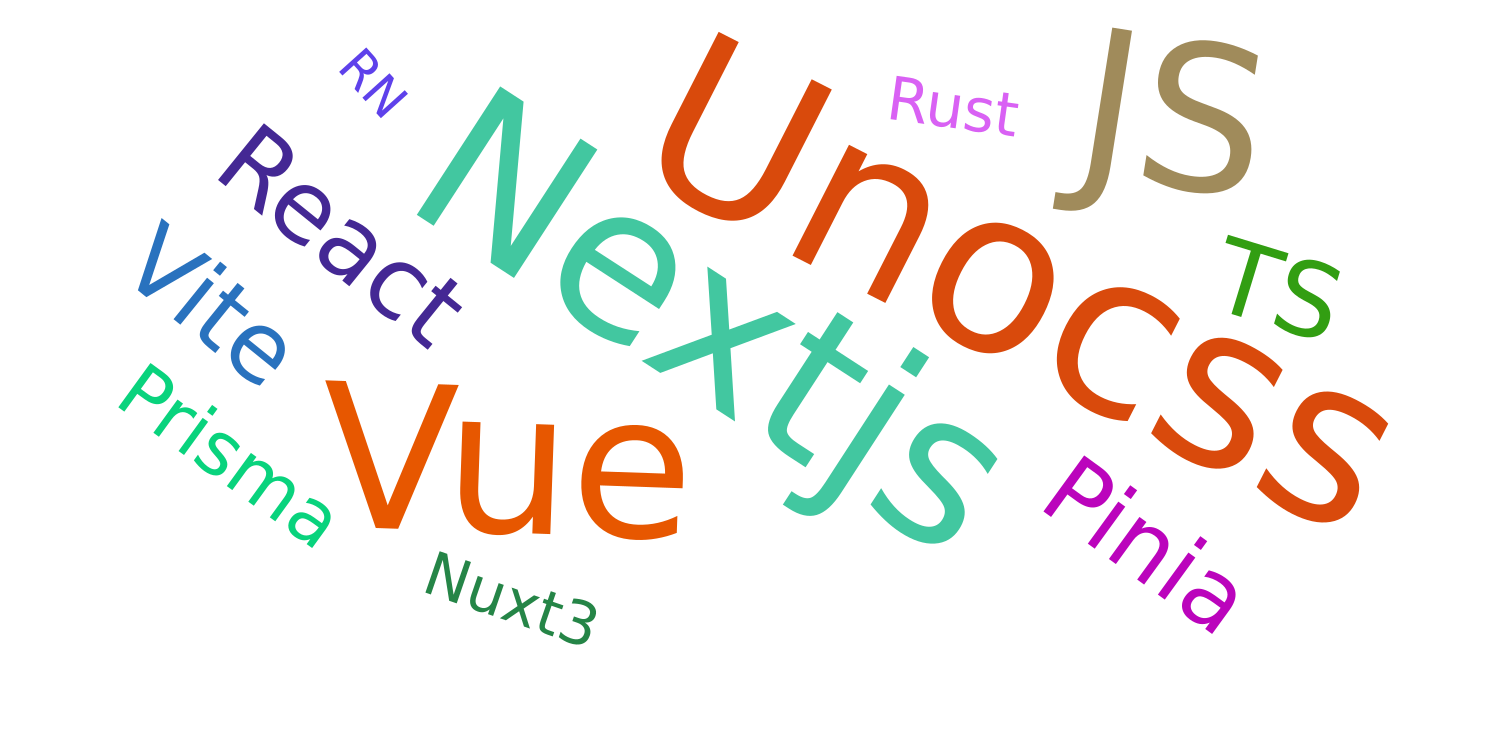 RN
Rust
JS
Unocss
Nextjs
React
TS
Vite
Vue
Prisma
Pinia
Nuxt3